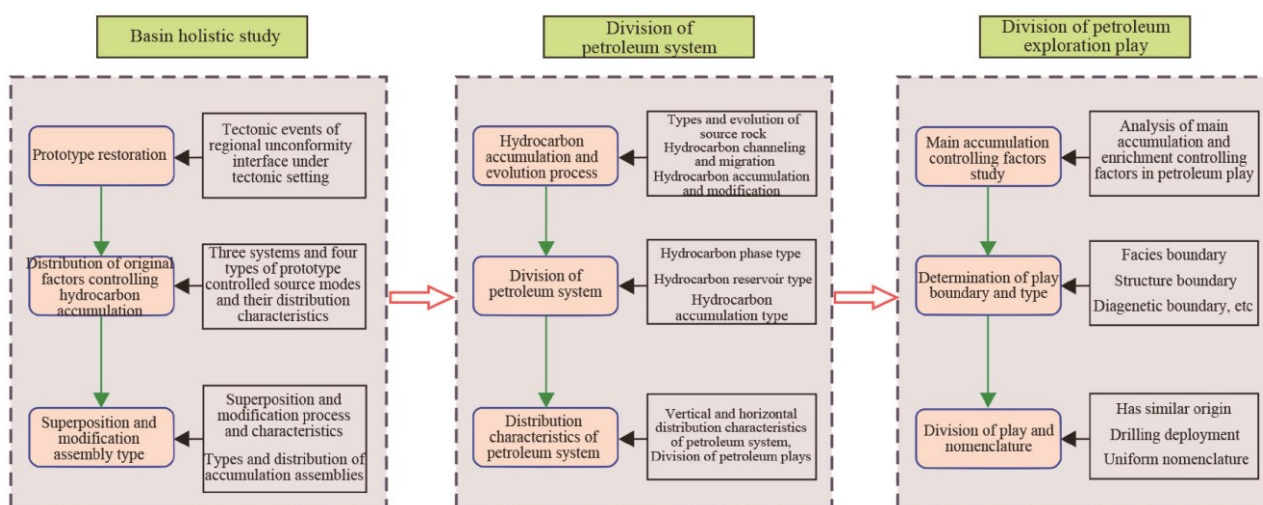 Basin holistic study
Division of
petroleum system
Division of petroleum
exploration play
Prototype restoration
Tectonic events of
regional unconformity
interface under
tectonic setting
Distribution of original
factors controlling
hydrocarbon
accumulation
Three systems and four
types of prototype
controlled source modes
and their distribution
characteristics
Superposition and
modification
assembly type
Superposition and
modification process
and characteristics
Types and distribution of
accumulation assemblies
Hydrocarbon
accumulation and
evolution process
Types and evolution of
source rock
Hydrocarbon channeling
and migration
Hydrocarbon accumulation
and modification
Division of
petroleum system
Hydrocarbon phase type
Hydrocarbon reservoir type
Hydrocarbon
accumulation type
Distribution
characteristics of
petroleum system
Vertical and horizontal
distribution characteristics
of petroleum system,
Division of petroleum plays
Main accumulation
controlling factors
study
Analysis of main
accumulation and
enrichment controlling
factors in petroleum play
Determination of play
boundary and type
Facies boundary
Structure boundary
Diagenetic boundary, etc
Division of play and
nomenclature
Has similar origin
Drilling deployment
Uniform nomenclature